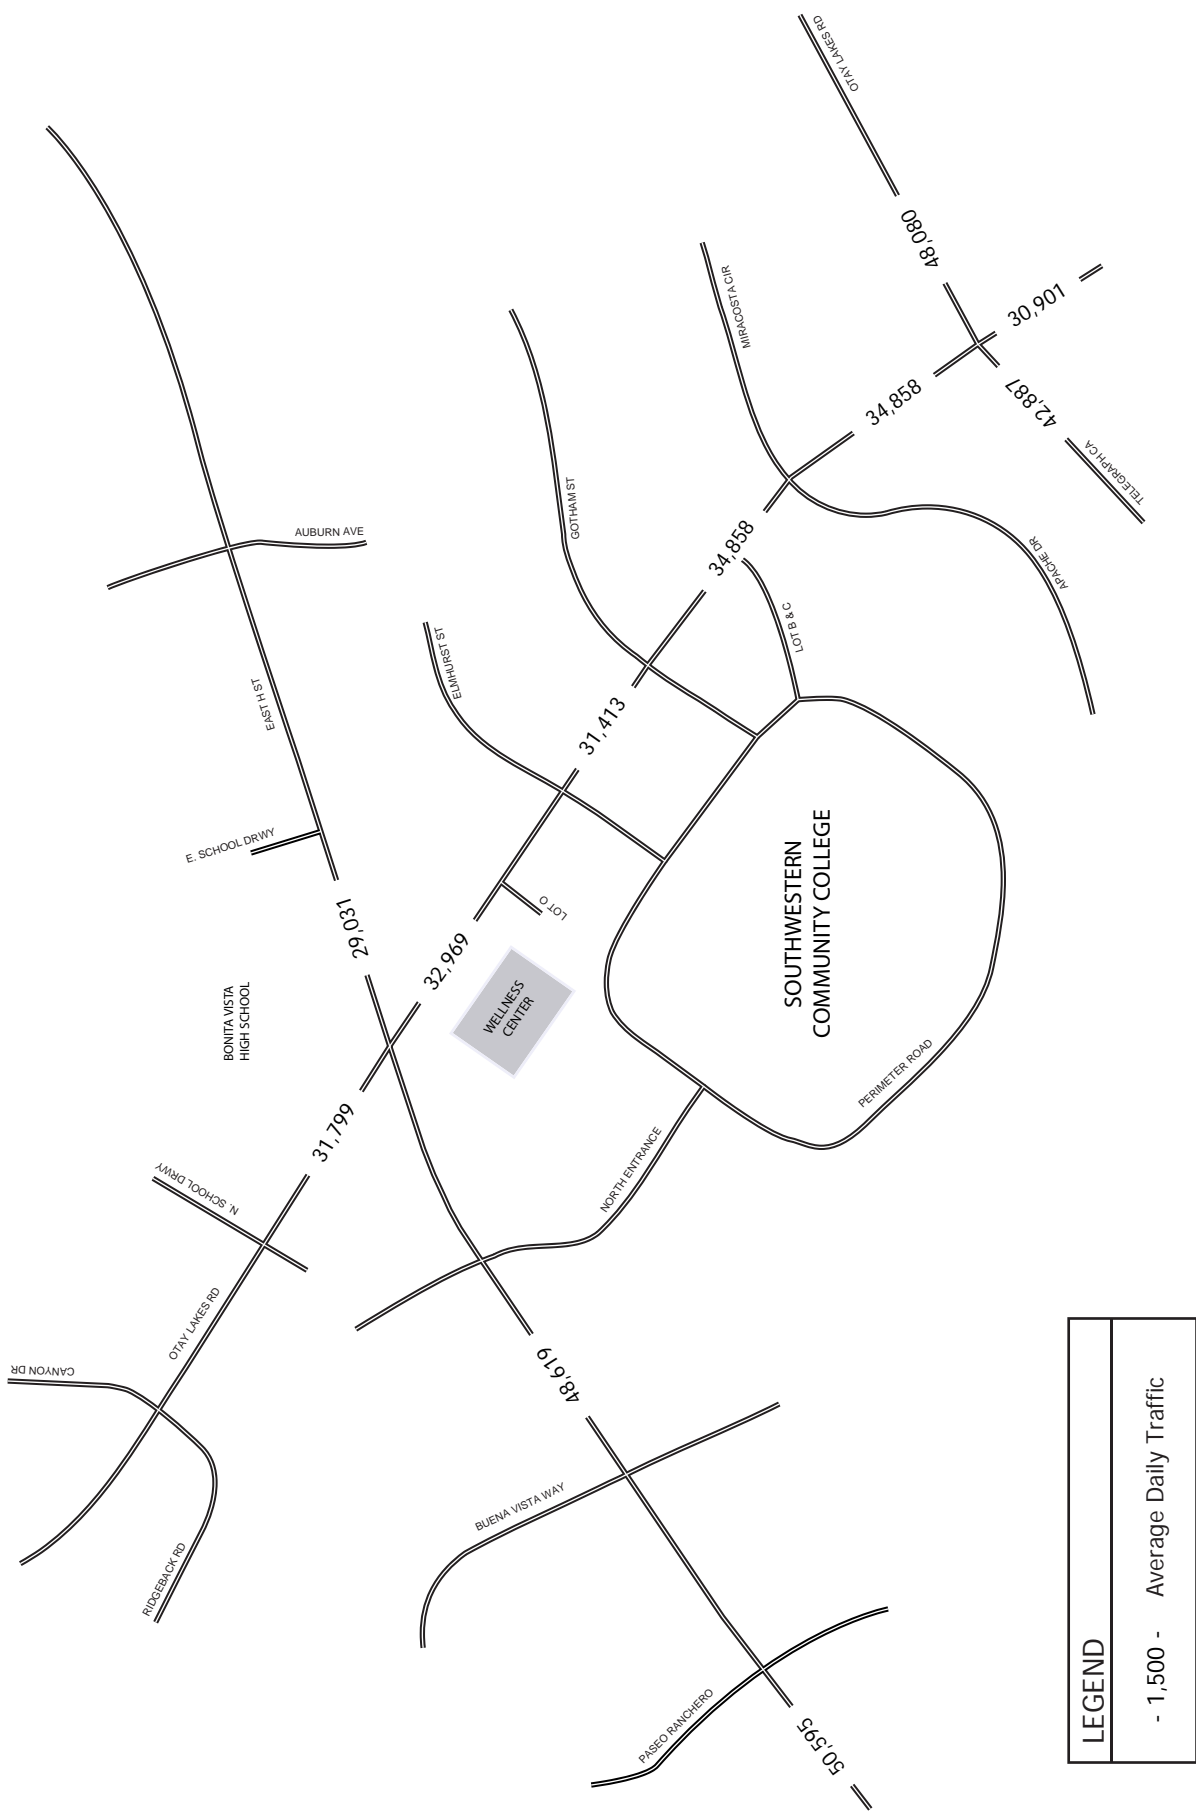 OTAY LAKES RD
48,080
30,901
42,887
TELEGRAPH CA
34,858
MIRACOSTA CIR
APACHE DR
34,858
LOT B & C
GOTHAM ST
31,413
ELMHURST ST
AUBURN AVE
EAST H ST
E. SCHOOL DRWY
29,031
32,969
LOT O
WELLNESS
CENTER
SOUTHWESTERN
COMMUNITY COLLEGE
PERIMETER ROAD
NORTH ENTRANCE
BONITA VISTA
HIGH SCHOOL
31,799
N. SCHOOL DRWY
OTAY LAKES RD
CANYON DR
RIDGEBACK RD
48,619
BUENA VISTA WAY
PASEO RANCHERO
50,595
LEGEND
- 1,500 - Average Daily Traffic